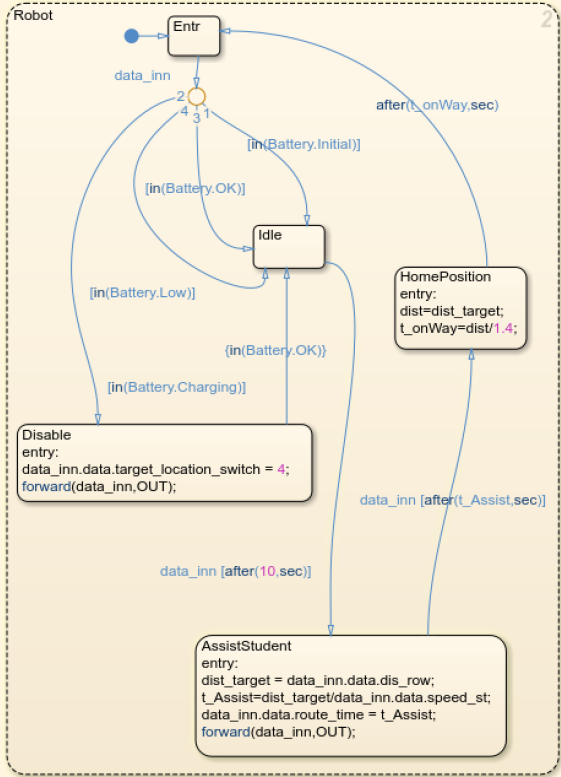 Robot
2
Entr
data_inn
2
4
3
1
after(t_onWay,sec)
[in(Battery.Initial)]
[in(Battery.OK)]
Idle
HomePosition
entry:
dist=dist_target;
t_onWay=dist/1.4;
[in(Battery.Low)]
{in(Battery.OK)}
[in(Battery.Charging)]
Disable
entry:
data_inn.data.target_location_switch = 4;
forward(data_inn,OUT);
data_inn [after(t_Assist,sec)]
data_inn [after(10,sec)]
AssistStudent
entry:
dist_target = data_inn.data.dis_row;
t_Assist=dist_target/data_inn.data.speed_st;
data_inn.data.route_time = t_Assist;
forward(data_inn,OUT);